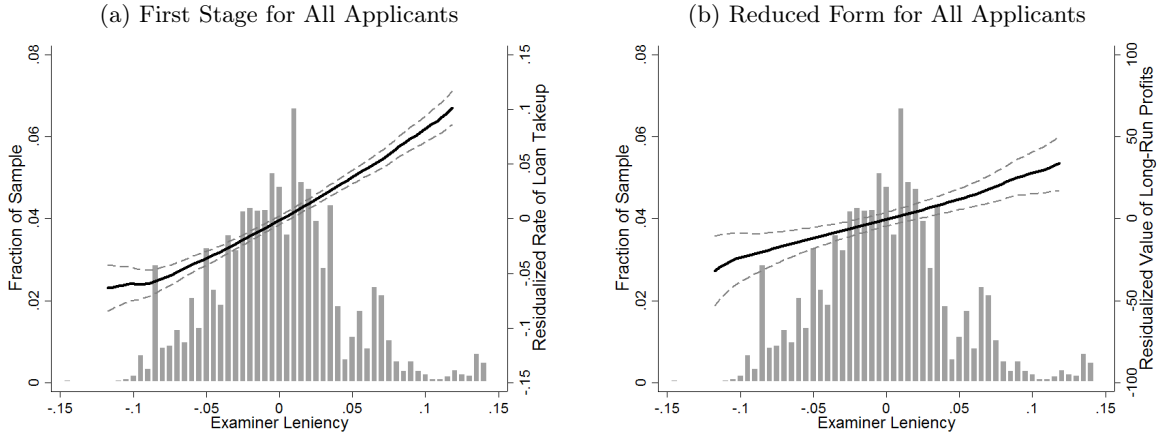 (a) First Stage for All Applicants
Fraction of Sample
0 .02 .04 .06 .08
Residualized Rate of Loan Takeup
-.15 -.1 -.05 0 .05 .1 .15
-.15 -.1 -.05 0 .05 .1 .15
Examiner Leniency
(b) Reduced Form for All Applicants
Fraction of Sample
0 .02 .04 .06 .08
Residualized Value of Long-Run Profits
-100 -50 0 50 100
-.15 -.1 -.05 0 .05 .1 .15
Examiner Leniency